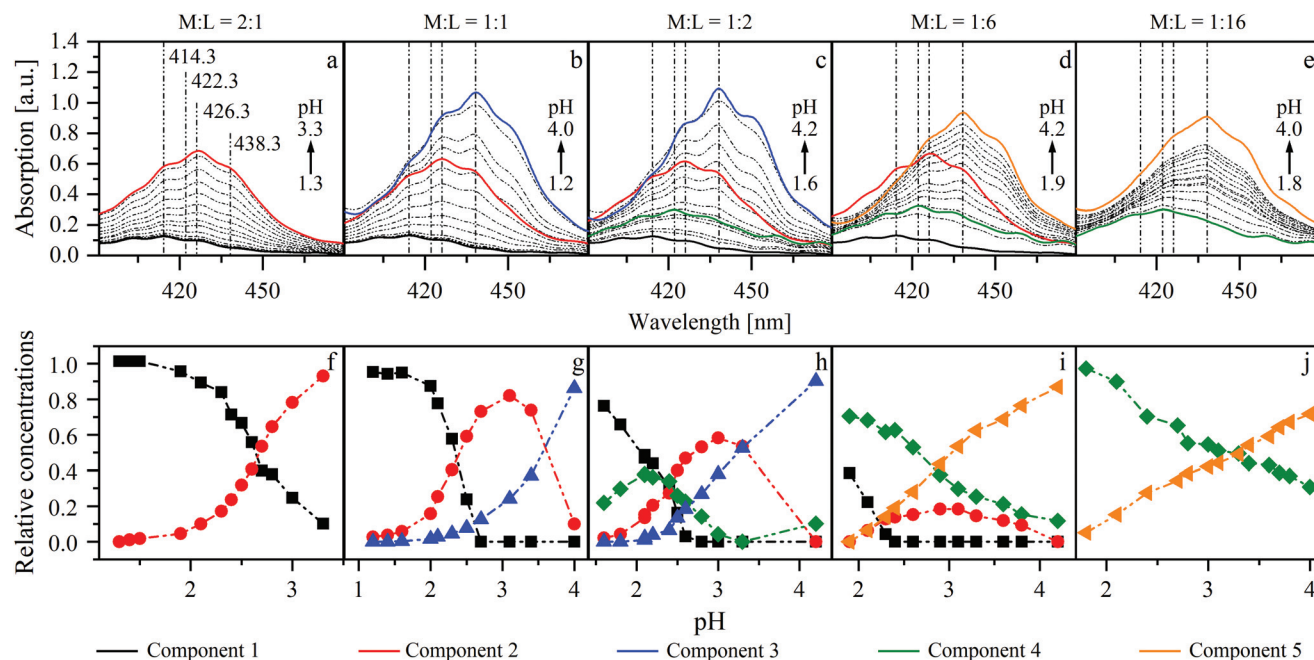 M:L = 2:1 M:L = 1:1 M:L = 1:2 M:L = 1:6 M:L = 1:16
1.4
1.2
1.0
0.8
0.6
0.4
0.2
0.0
Absorption [a.u.]
a
414.3
422.3
426.3
438.3
pH
3.3
1.3
b
pH
4.0
1.2
c
pH
4.2
1.6
d
pH
4.2
1.9
e
pH
4.0
1.8
420 450 420 450 420 450 420 450 420 450
Wavelength [nm]
1.0
0.8
0.6
0.4
0.2
0.0
Relative concentrations
f
g
h
i
j
2 3 1 2 3 4 2 3 4 2 3 4 2 3 4
pH
Component 1 Component 2 Component 3 Component 4 Component 5